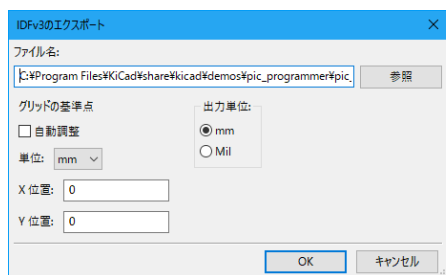 IDFv3のエクスポート
ファイル名:
C:¥Program Files¥KiCad¥share¥kicad¥demos¥pic_programmer¥pic_
参照
グリッドの基準点
自動調整
単位: mm
X 位置: 0
Y 位置: 0
出力単位:
mm
Mil
OK
キャンセル